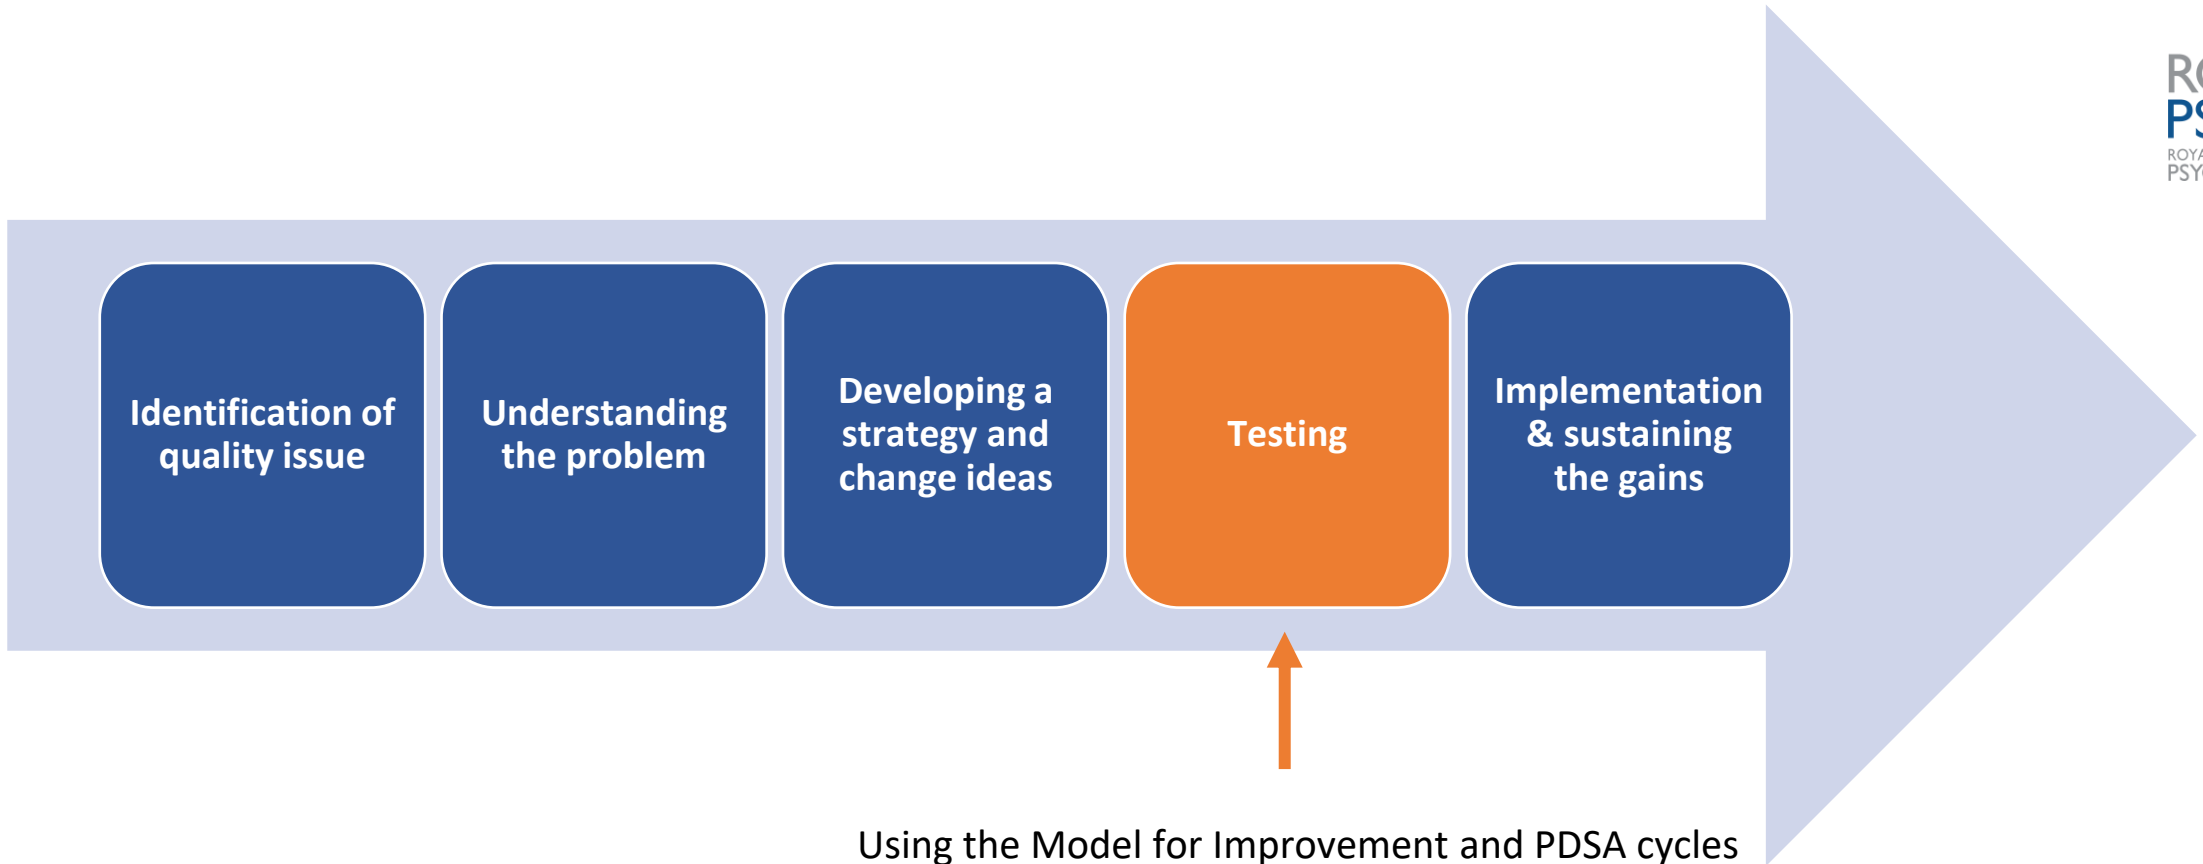 Identification of
quality issue
Understanding
the problem
Developing a
strategy and
change ideas
Testing
Implementation
& sustaining
the gains
Using the Model for Improvement and PDSA cycles